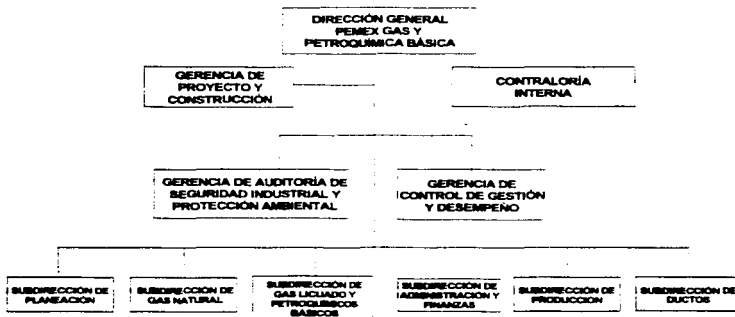 DIRECCIÓN GENERAL
PEMEX GAS Y
PETROQUÍMICA BÁSICA
GERENCIA DE
PROYECTO Y
CONSTRUCCIÓN
CONTRALORÍA
INTERNA
GERENCIA DE AUDITORÍA DE
SEGURIDAD INDUSTRIAL Y
PROTECCIÓN AMBIENTAL
GERENCIA DE
CONTROL DE GESTIÓN
Y DESEMPEÑO
SUBDIRECCIÓN DE
PLANEACIÓN
SUBDIRECCIÓN DE
GAS NATURAL
SUBDIRECCIÓN DE
GAS LICUADO Y
PETROQUÍMICOS
BÁSICOS
SUBDIRECCIÓN DE
ADMINISTRACIÓN Y
FINANZAS
SUBDIRECCIÓN DE
PRODUCCION
SUBDIRECCIÓN DE
DUCTOS